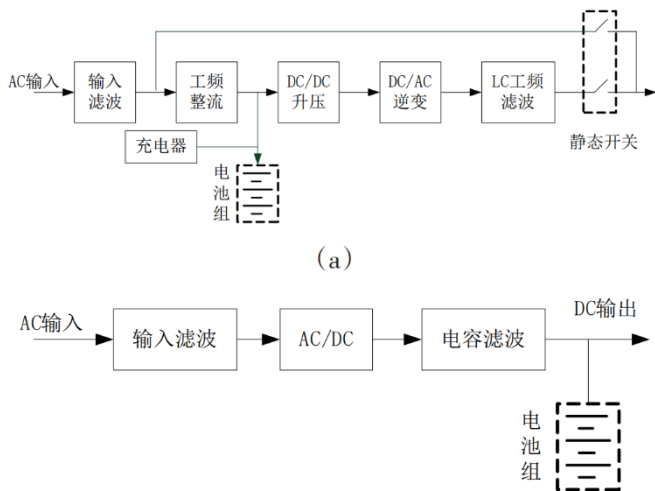 AC输入
输入
滤波
工频
整流
DC/DC
升压
DC/AC
逆变
LC工频
滤波
静态开关
充电器
电
池
组
(a)
AC输入
输入滤波
AC/DC
电容滤波
DC输出
电
池
组